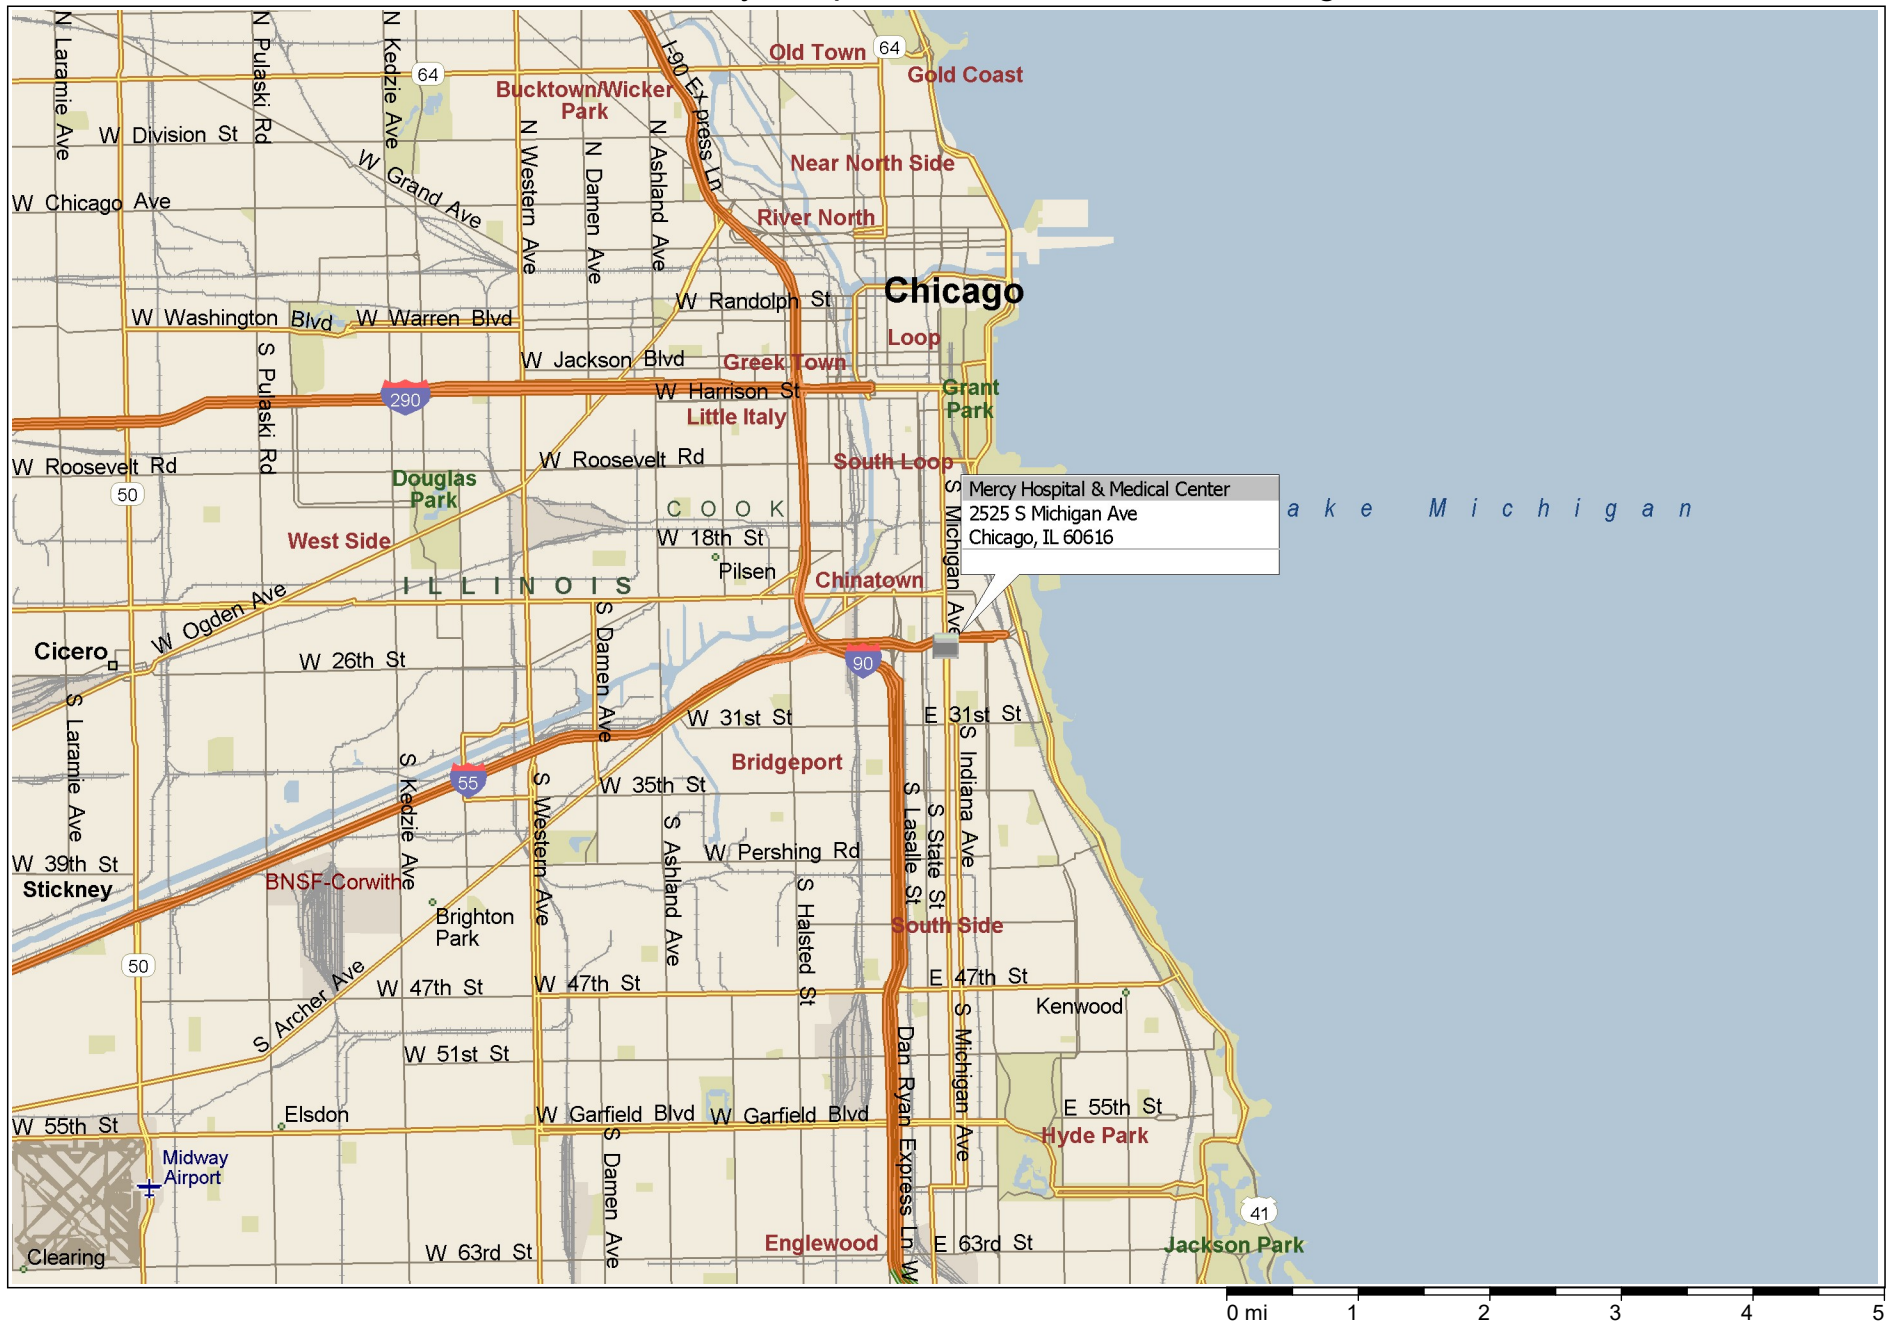 N Laramie Ave
N Pulaski Rd
N Kedzie Ave
I-90 Express Ln
Old Town
64
Gold Coast
64
Bucktown/Wicker
Park
W Division St
N Western Ave
N Damen Ave
N Ashland Ave
W Grand Ave
Near North Side
W Chicago Ave
River North
Chicago
W Randolph St
W Washington Blvd
W Warren Blvd
Loop
S Pulaski Rd
W Jackson Blvd
Greek Town
290
W Harrison St
Grant
Park
Little Italy
W Roosevelt Rd
W Roosevelt Rd
South Loop
Douglas
Park
50
S Michigan Ave
Mercy Hospital & Medical Center
2525 S Michigan Ave
Chicago, IL 60616
ake Michigan
COOK
West Side
W 18th St
Pilsen
Chinatown
ILLINOIS
W Ogden Ave
S Damen Ave
Cicero
W 26th St
90
S Laramie Ave
W 31st St
E 31st St
S Indiana Ave
Bridgeport
S Kedzie Ave
55
S Western Ave
W 35th St
S Lasalle St
S State St
S Ashland Ave
W Pershing Rd
W 39th St
Stickney
BNSF-Corwith
S Halsted St
Brighton
Park
South Side
50
S Archer Ave
W 47th St
W 47th St
E 47th St
Kenwood
S Michigan Ave
Dan Ryan Express Ln W
W 51st St
Elsdon
W Garfield Blvd
W Garfield Blvd
E 55th St
W 55th St
S Damen Ave
Hyde Park
Midway
Airport
41
Clearing
W 63rd St
Englewood
E 63rd St
Jackson Park
0 mi
1
2
3
4
5